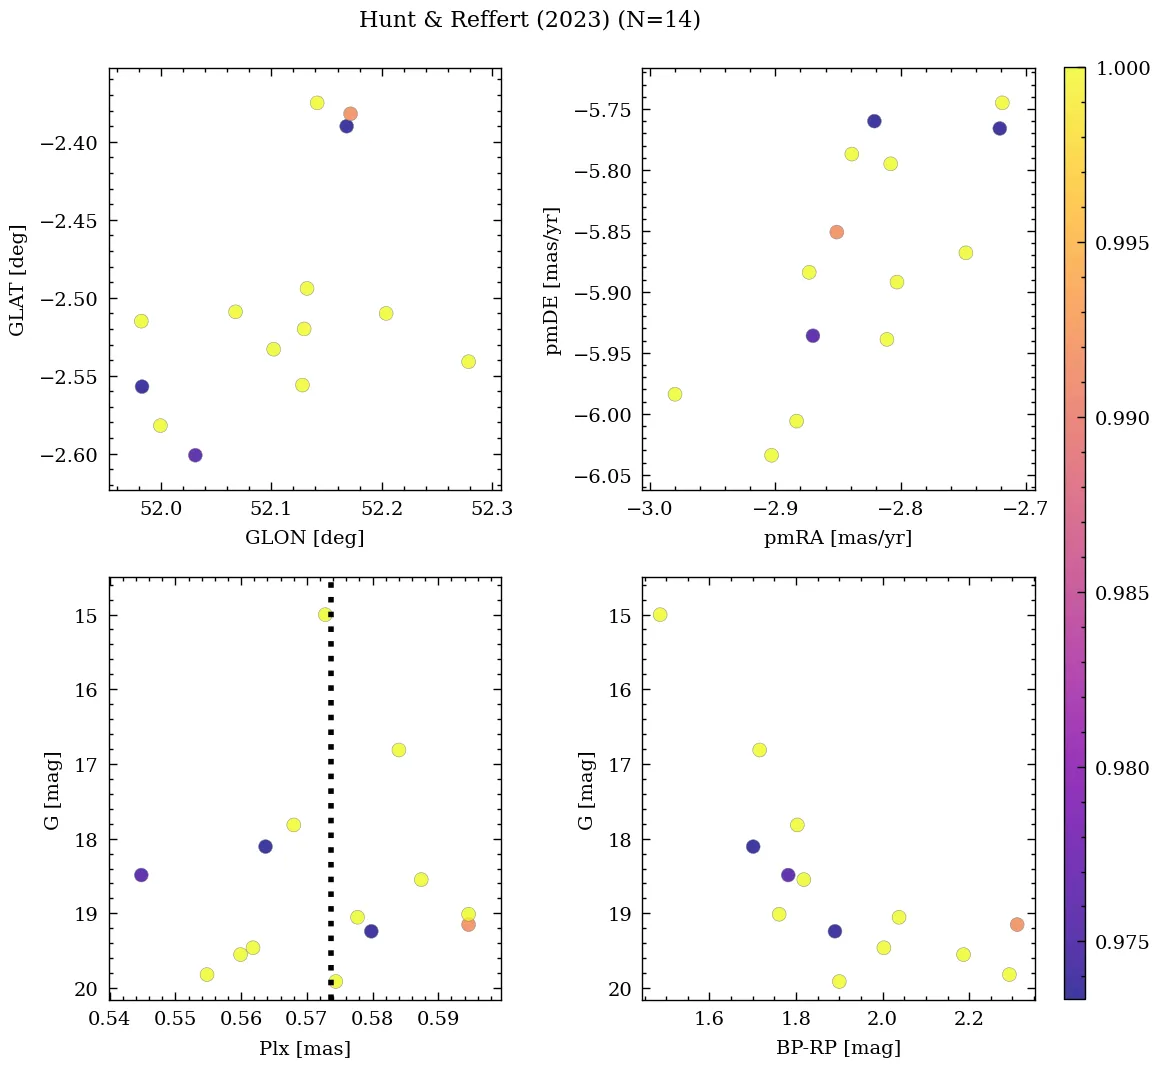 Hunt & Reffert (2023) (N=14)
−2.40
−2.45
−2.50
−2.55
−2.60
GLAT [deg]
52.0 52.1 52.2 52.3
GLON [deg]
−5.75
−5.80
−5.85
−5.90
−5.95
−6.00
−6.05
pmDE [mas/yr]
−3.0 −2.9 −2.8 −2.7
pmRA [mas/yr]
15
16
17
18
19
20
G [mag]
0.54 0.55 0.56 0.57 0.58 0.59
Plx [mas]
15
16
17
18
19
20
G [mag]
1.6 1.8 2.0 2.2
BP-RP [mag]
1.000
0.995
0.990
0.985
0.980
0.975